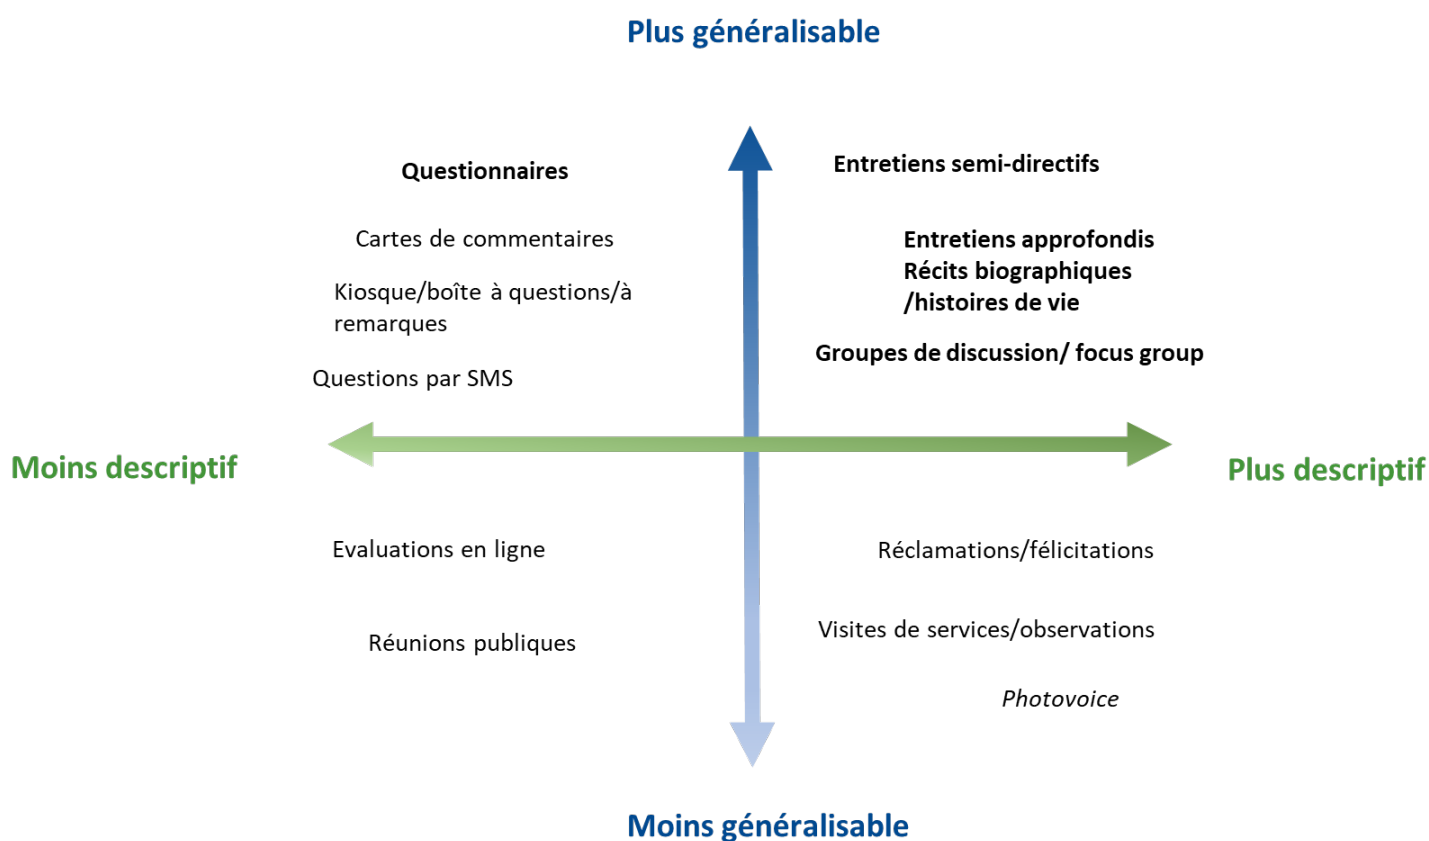 Plus généralisable
Questionnaires
Cartes de commentaires
Kiosque/boîte à questions/à
remarques
Questions par SMS
Entretiens semi-directifs
Entretiens approfondis
Récits biographiques
/histoires de vie
Groupes de discussion/ focus group
Moins descriptif
Plus descriptif
Evaluations en ligne
Réunions publiques
Réclamations/félicitations
Visites de services/observations
Photovoice
Moins généralisable